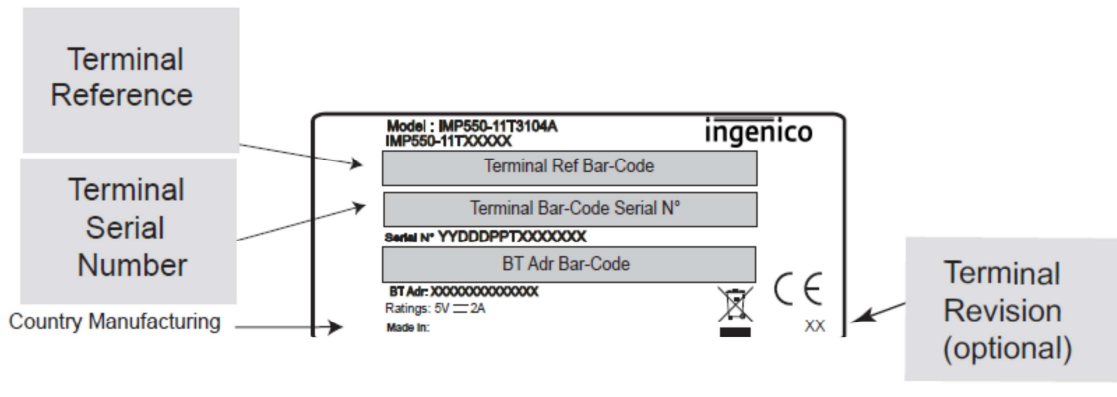 Terminal
Reference
Model : IMP550-11T3104A
IMP550-11TXXXXX
ingenico
Terminal Ref Bar-Code
Terminal
Serial
Number
Terminal Bar-Code Serial N°
Serial N° YYDDDPPTXXXXXXX
BT Adr Bar-Code
BT Adr: XXXXXXXXXXXXXX
Ratings: 5V ⎓ 2A
CE
Country Manufacturing
Made In:
XX
Terminal
Revision
(optional)